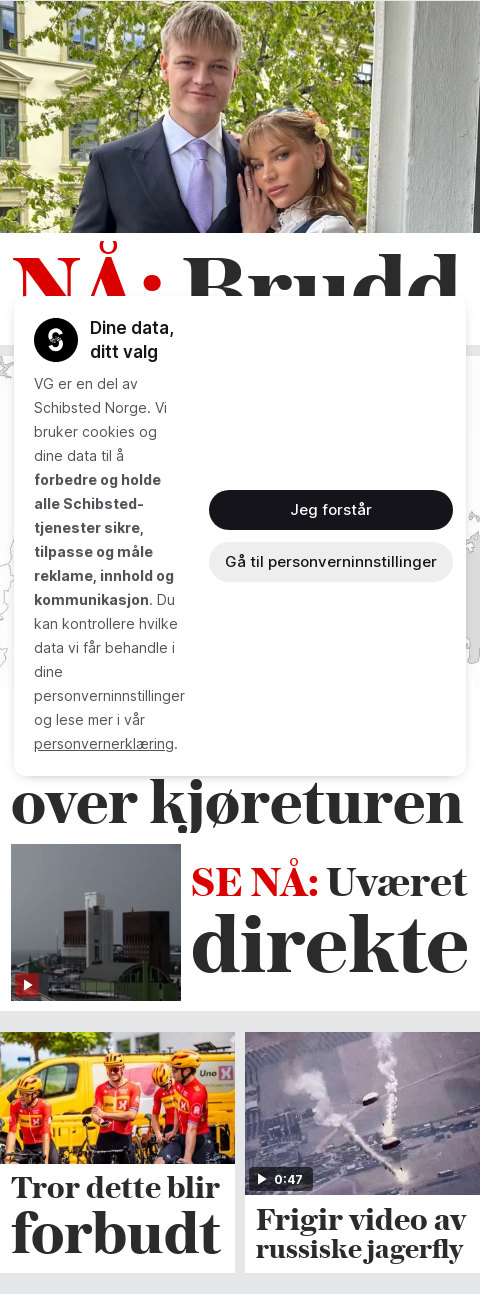 NÅ: Brudd
Dine data,
ditt valg
VG er en del av
Schibsted Norge. Vi
bruker cookies og
dine data til å
forbedre og holde
alle Schibsted-
tjenester sikre,
tilpasse og måle
reklame, innhold og
kommunikasjon. Du
kan kontrollere hvilke
data vi får behandle i
dine
personverninnstillinger
og lese mer i vår
personvernerklæring.
Jeg forstår
Gå til personverninnstillinger
over kjøreturen
SE NÅ: Uværet
direkte
Uno X
Tror dette blir
forbudt
0:47
Frigir video av
russiske jagerfly